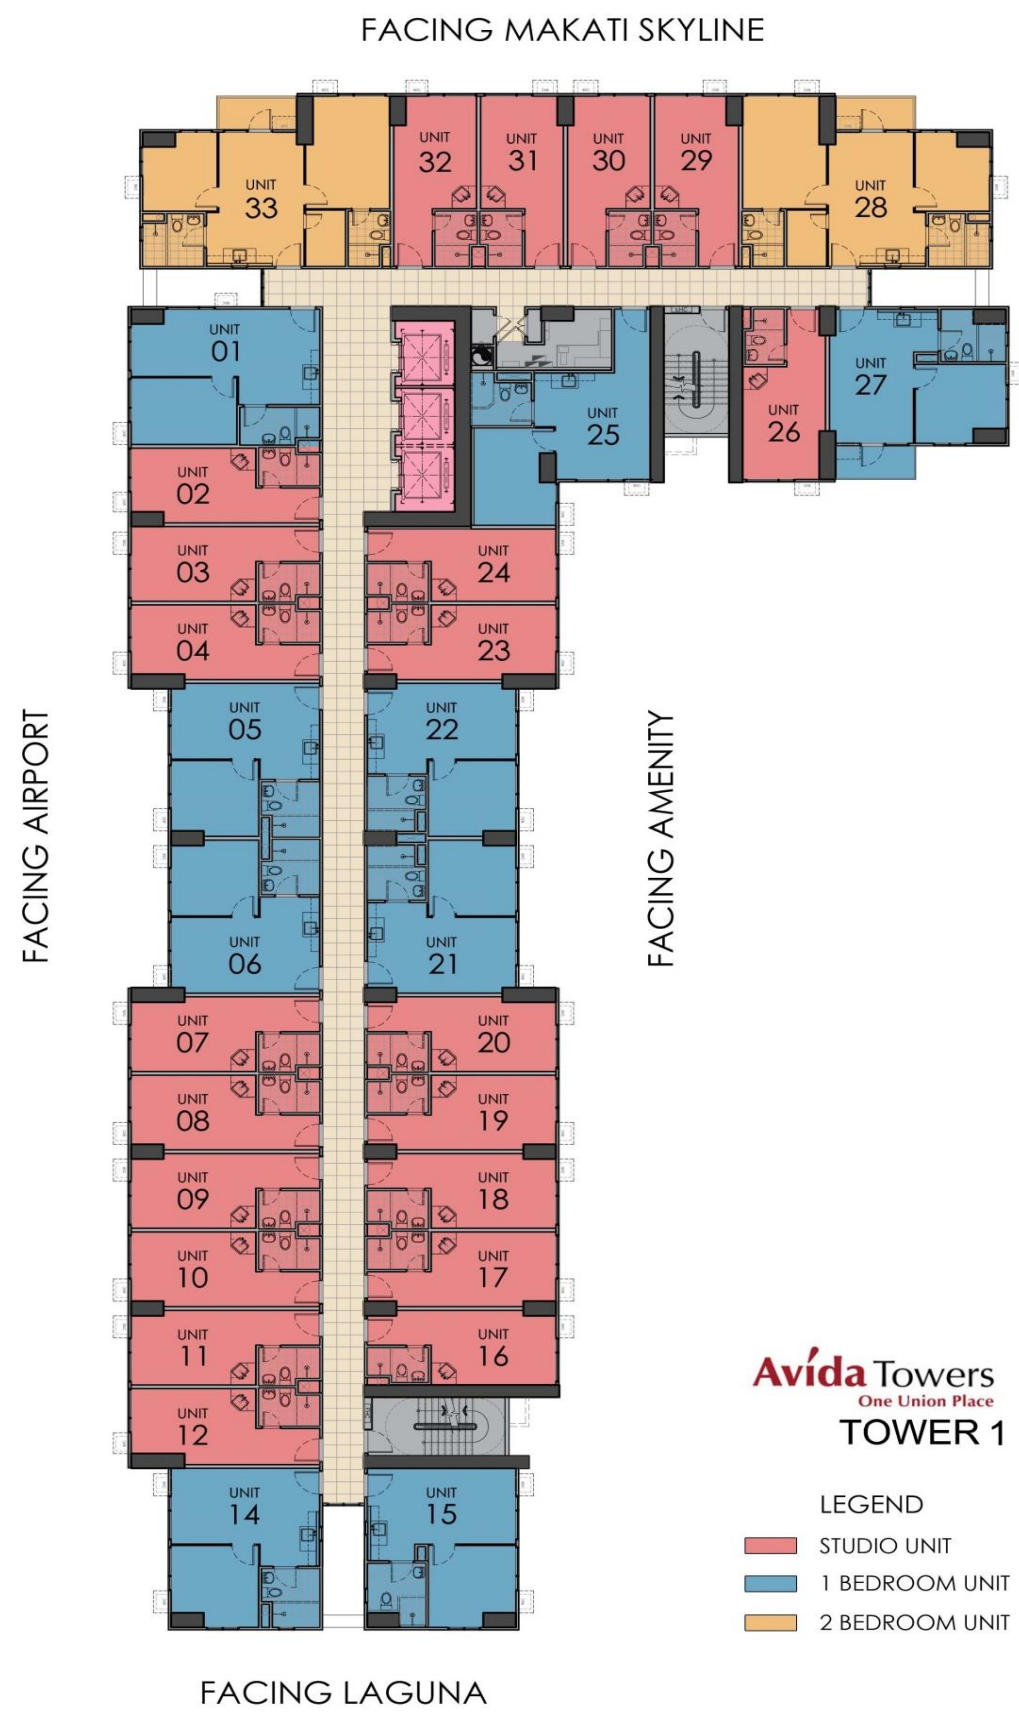 FACING MAKATI SKYLINE
UNIT
33
UNIT
32
UNIT
31
UNIT
30
UNIT
29
UNIT
28
UNIT
01
UNIT
25
UNIT
26
UNIT
27
UNIT
02
UNIT
03
UNIT
24
UNIT
04
UNIT
23
UNIT
05
UNIT
22
FACING AIRPORT
FACING AMENITY
UNIT
06
UNIT
21
UNIT
07
UNIT
20
UNIT
08
UNIT
19
UNIT
09
UNIT
18
UNIT
10
UNIT
17
UNIT
11
UNIT
16
UNIT
12
UNIT
14
UNIT
15
Avída Towers
One Union Place
TOWER 1
LEGEND
STUDIO UNIT
1 BEDROOM UNIT
2 BEDROOM UNIT
FACING LAGUNA